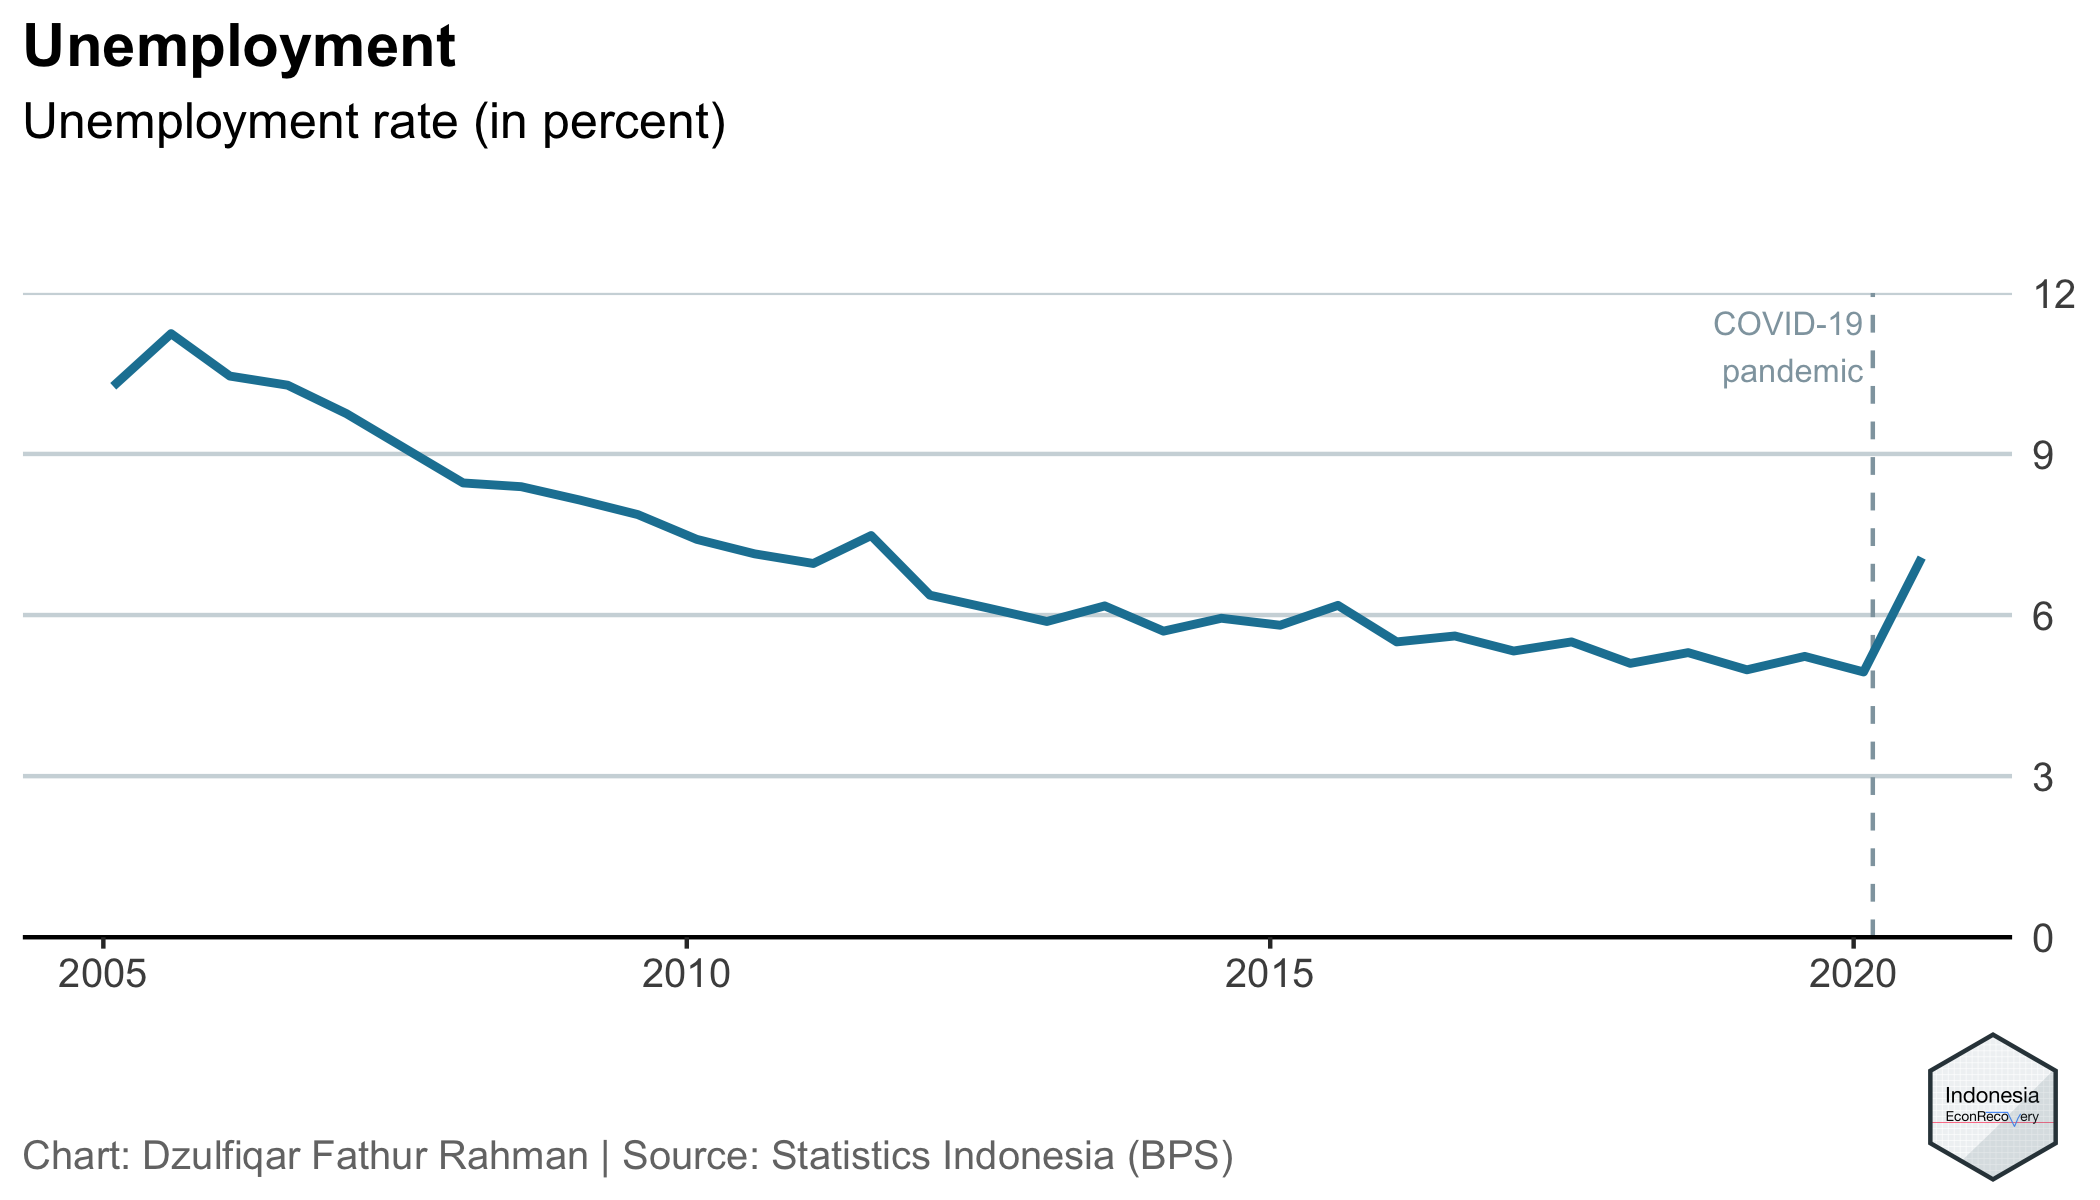 Unemployment
Unemployment rate (in percent)
12
COVID-19
pandemic
9
6
3
0
2005 2010 2015 2020
Indonesia
EconRecovery
Chart: Dzulfiqar Fathur Rahman | Source: Statistics Indonesia (BPS)